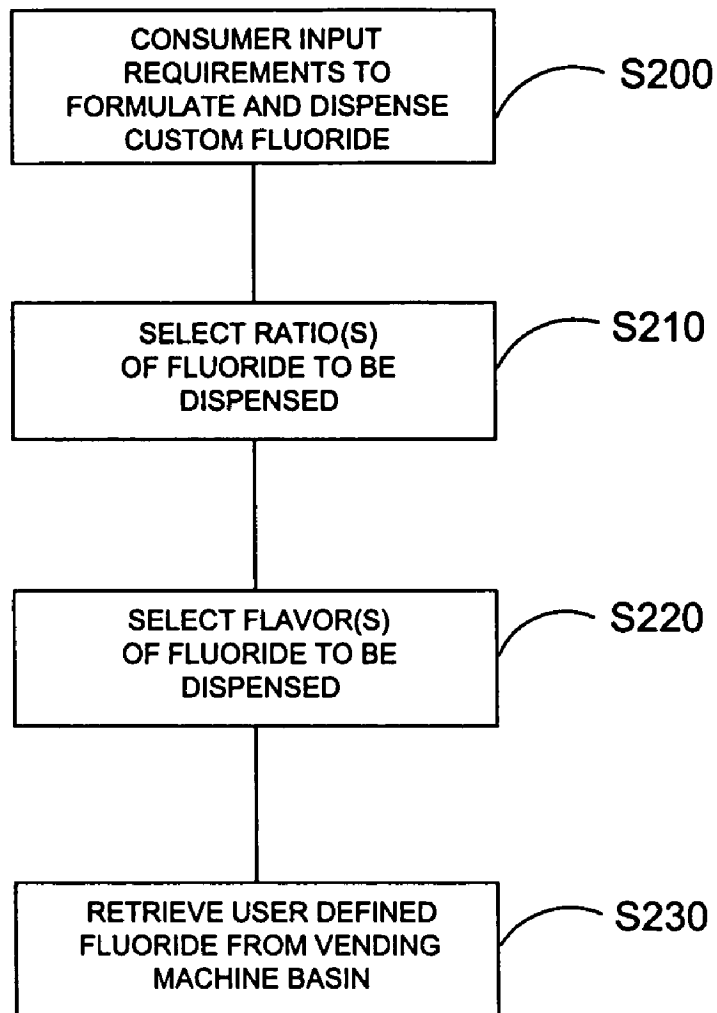 CONSUMER INPUT
REQUIREMENTS TO
FORMULATE AND DISPENSE
CUSTOM FLUORIDE
S200
SELECT RATIO(S)
OF FLUORIDE TO BE
DISPENSED
S210
SELECT FLAVOR(S)
OF FLUORIDE TO BE
DISPENSED
S220
RETRIEVE USER DEFINED
FLUORIDE FROM VENDING
MACHINE BASIN
S230